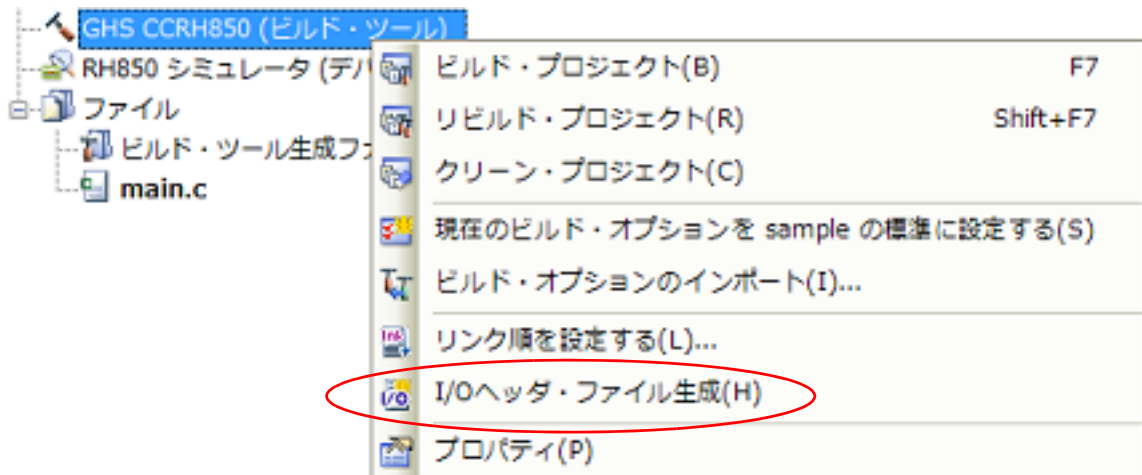 GHS CCRH850 (ビルド・ツール)
RH850 シミュレータ (デバ
ファイル
ビルド・ツール生成ファ
main.c
ビルド・プロジェクト(B) F7
リビルド・プロジェクト(R) Shift+F7
クリーン・プロジェクト(C)
現在のビルド・オプションを sample の標準に設定する(S)
ビルド・オプションのインポート(I)...
リンク順を設定する(L)...
I/Oヘッダ・ファイル生成(H)
プロパティ(P)